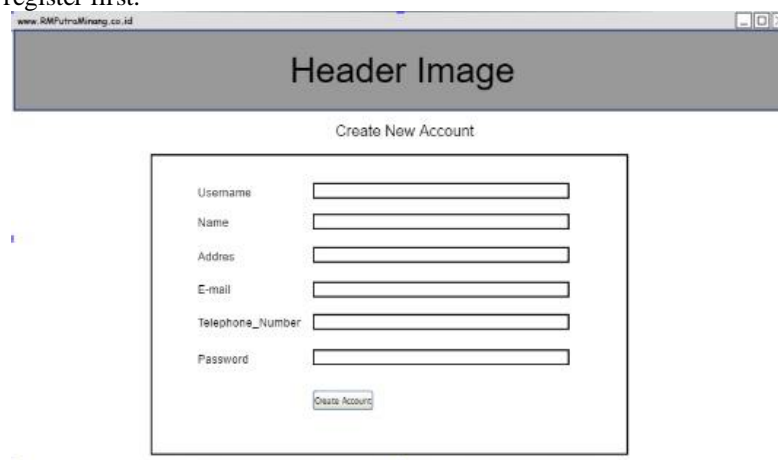 register first.
www.RMPutraMinang.co.id
Header Image
Create New Account
Username
Name
Addres
E-mail
Telephone_Number
Password
Create Account